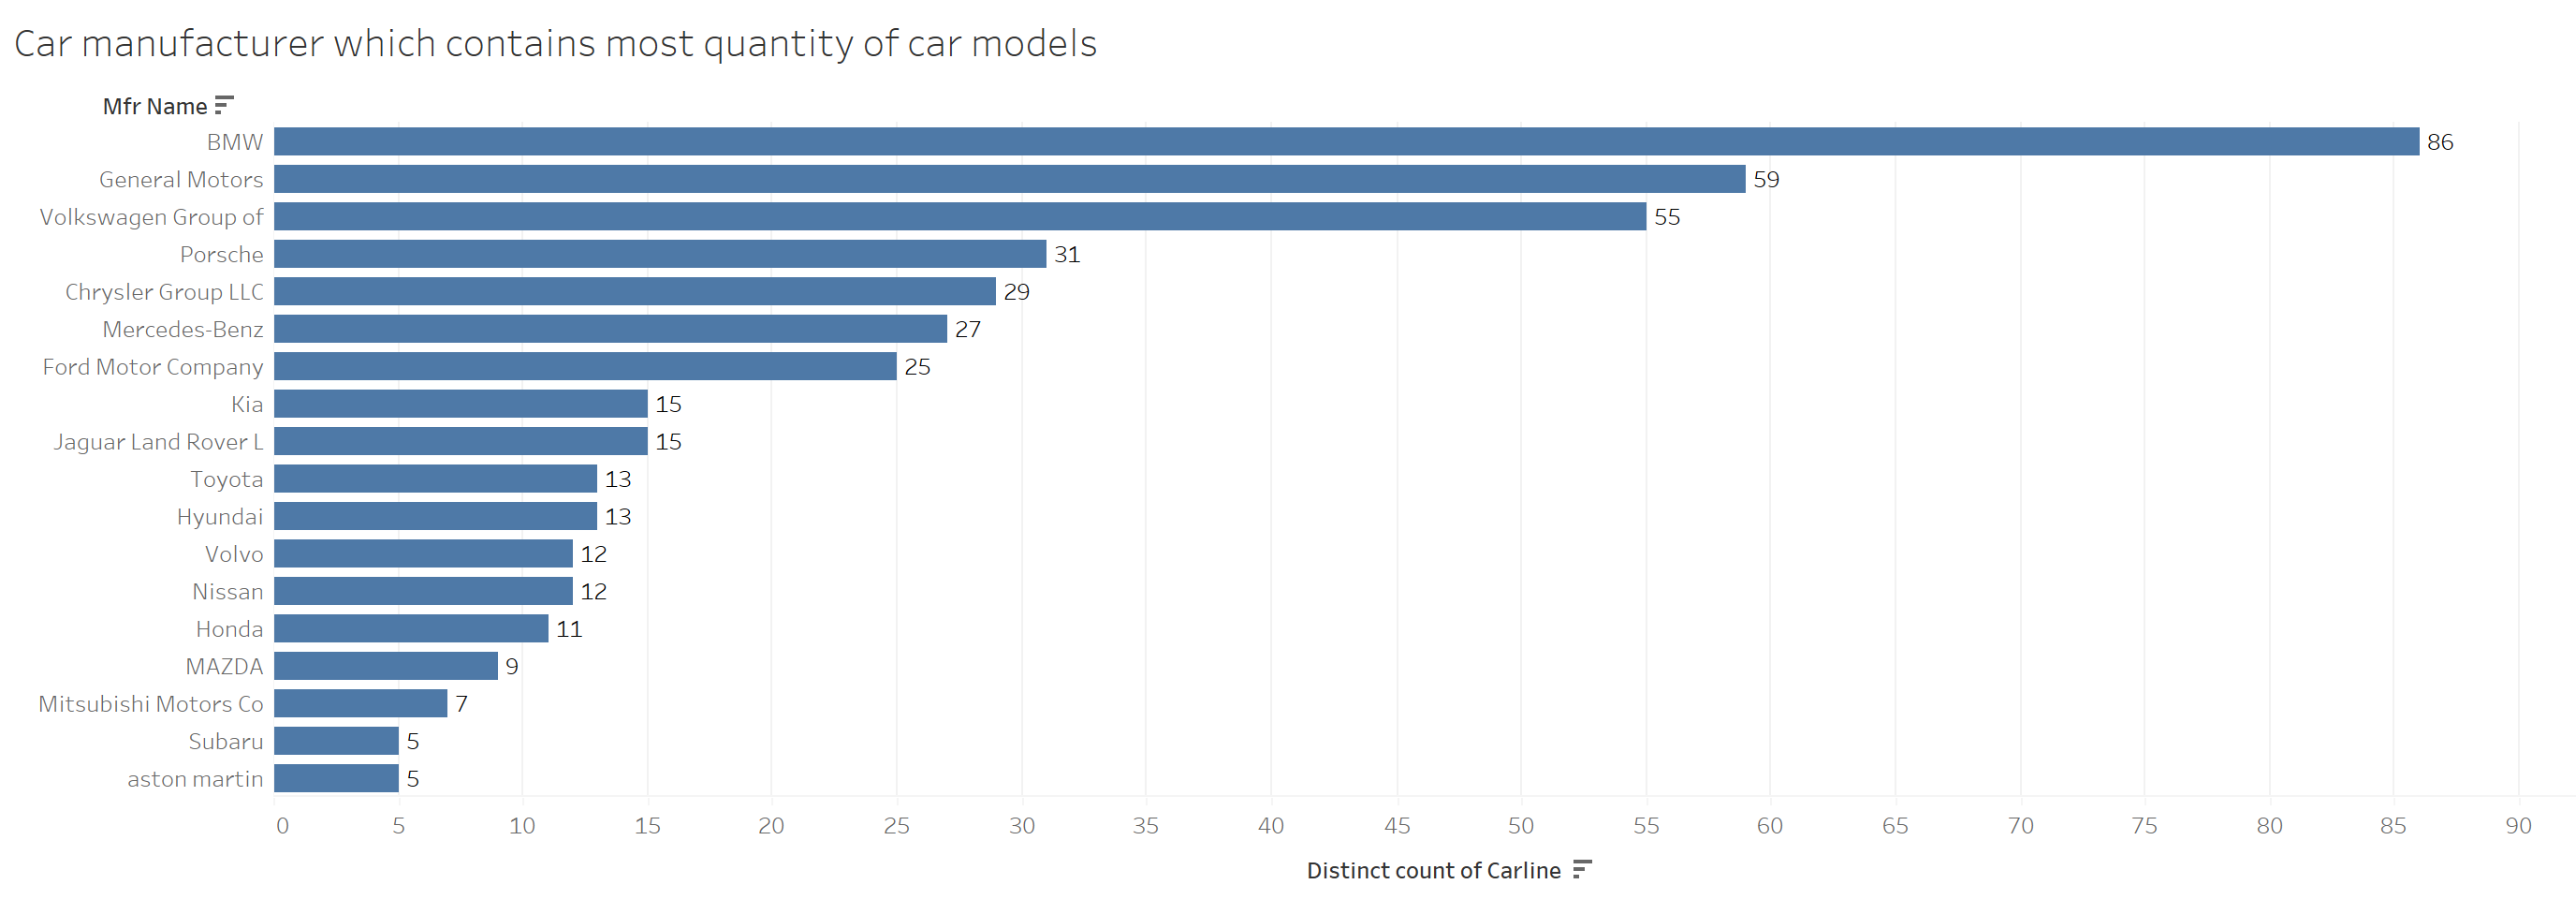 Car manufacturer which contains most quantity of car models
Mfr Name
BMW 86
General Motors 59
Volkswagen Group of 55
Porsche 31
Chrysler Group LLC 29
Mercedes-Benz 27
Ford Motor Company 25
Kia 15
Jaguar Land Rover L 15
Toyota 13
Hyundai 13
Volvo 12
Nissan 12
Honda 11
MAZDA 9
Mitsubishi Motors Co 7
Subaru 5
aston martin 5
0 5 10 15 20 25 30 35 40 45 50 55 60 65 70 75 80 85 90
Distinct count of Carline